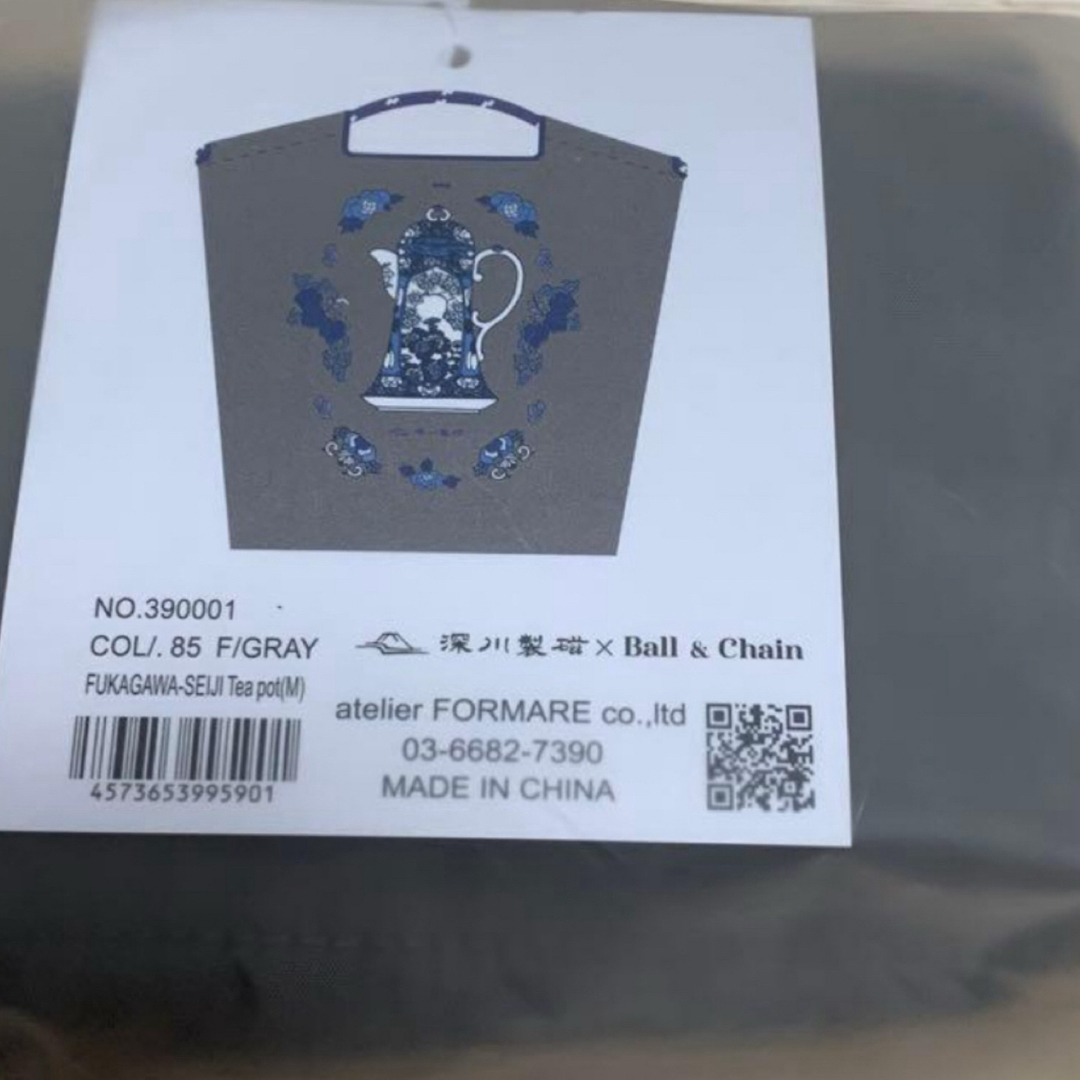 NO.390001
COL/. 85 F/GRAY
FUKAGAWA-SEIJI Tea pot(M)
4573653995901
深川製磁×Ball & Chain
atelier FORMARE co.,ltd
03-6682-7390
MADE IN CHINA